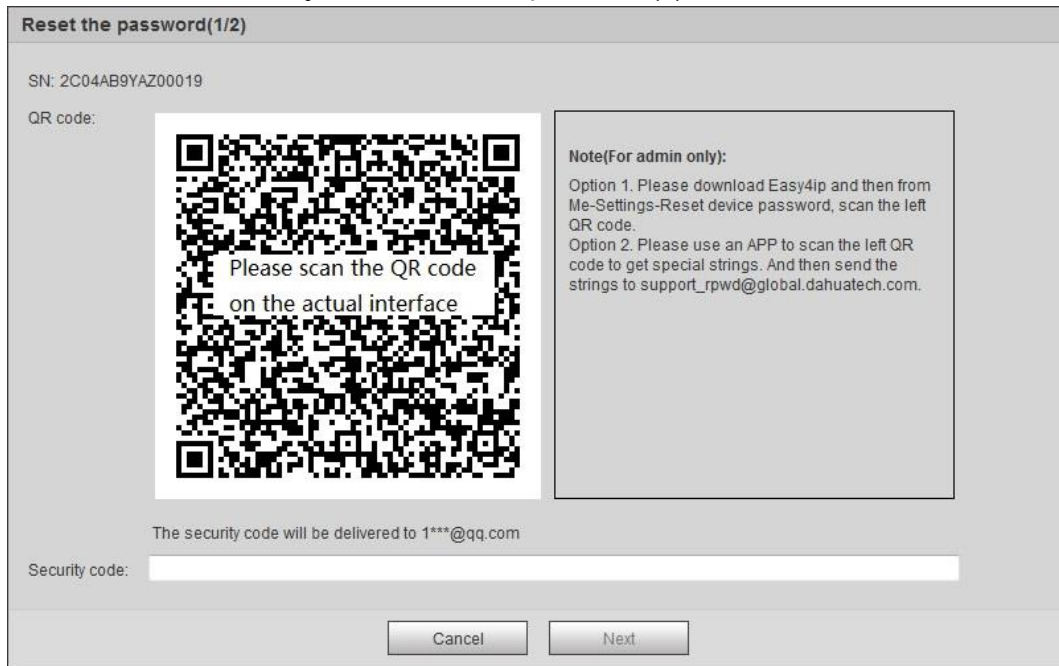 Reset the password(1/2)
SN: 2C04AB9YAZ00019
QR code:
Please scan the QR code
on the actual interface
Note(For admin only):
Option 1. Please download Easy4ip and then from
Me-Settings-Reset device password, scan the left
QR code.
Option 2. Please use an APP to scan the left QR
code to get special strings. And then send the
strings to support_rpwd@global.dahuatech.com.
The security code will be delivered to 1***@qq.com
Security code:
Cancel
Next